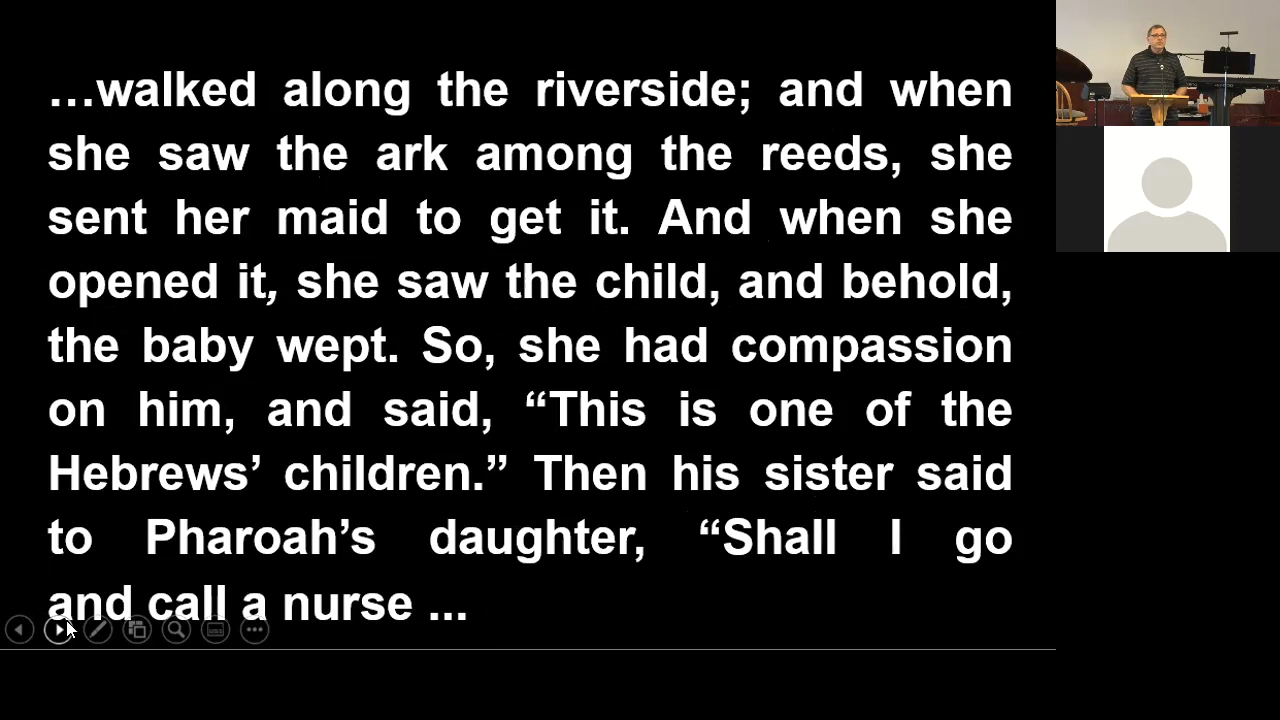 …walked along the riverside; and when
she saw the ark among the reeds, she
sent her maid to get it. And when she
opened it, she saw the child, and behold,
the baby wept. So, she had compassion
on him, and said, “This is one of the
Hebrews’ children.” Then his sister said
to Pharoah’s daughter, “Shall I go
and call a nurse ...